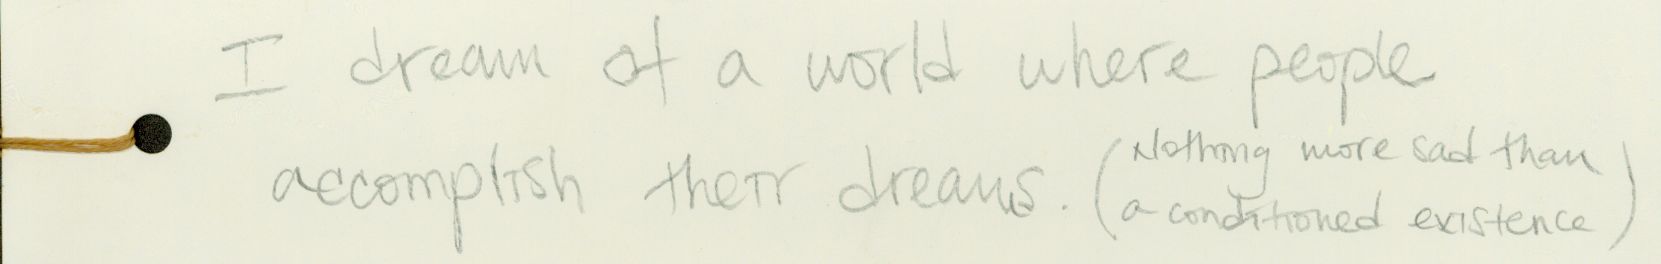 I dream of a world where people
accomplish their dreams. (Nothing more sad than
a conditioned existence)